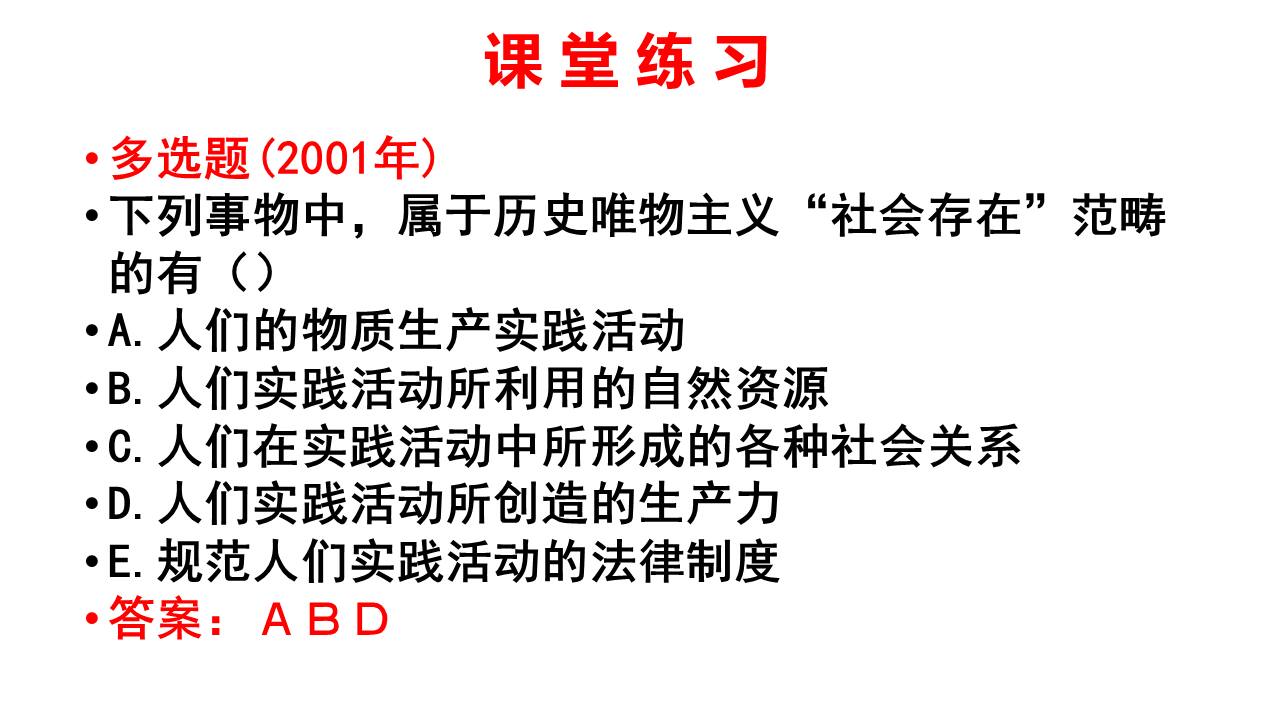 课堂练习
•多选题(2001年)
•下列事物中，属于历史唯物主义“社会存在”范畴
的有（）
•A.人们的物质生产实践活动
•B.人们实践活动所利用的自然资源
•C.人们在实践活动中所形成的各种社会关系
•D.人们实践活动所创造的生产力
•E.规范人们实践活动的法律制度
•答案：ＡＢＤ